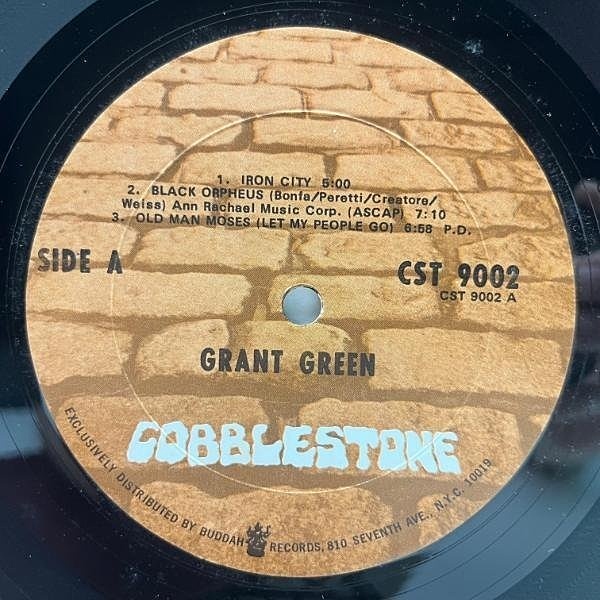 1. IRON CITY 5:00
2. BLACK ORPHEUS (Bonfa/Peretti/Creatore/
Weiss) Ann Rachael Music Corp. (ASCAP) 7:10
3. OLD MAN MOSES (LET MY PEOPLE GO) 6:58 P.D.
SIDE A
CST 9002
CST 9002 A
GRANT GREEN
COBBLESTONE
EXCLUSIVELY DISTRIBUTED BY BUDDAH RECORDS, 810 SEVENTH AVE., N.Y.C. 10019